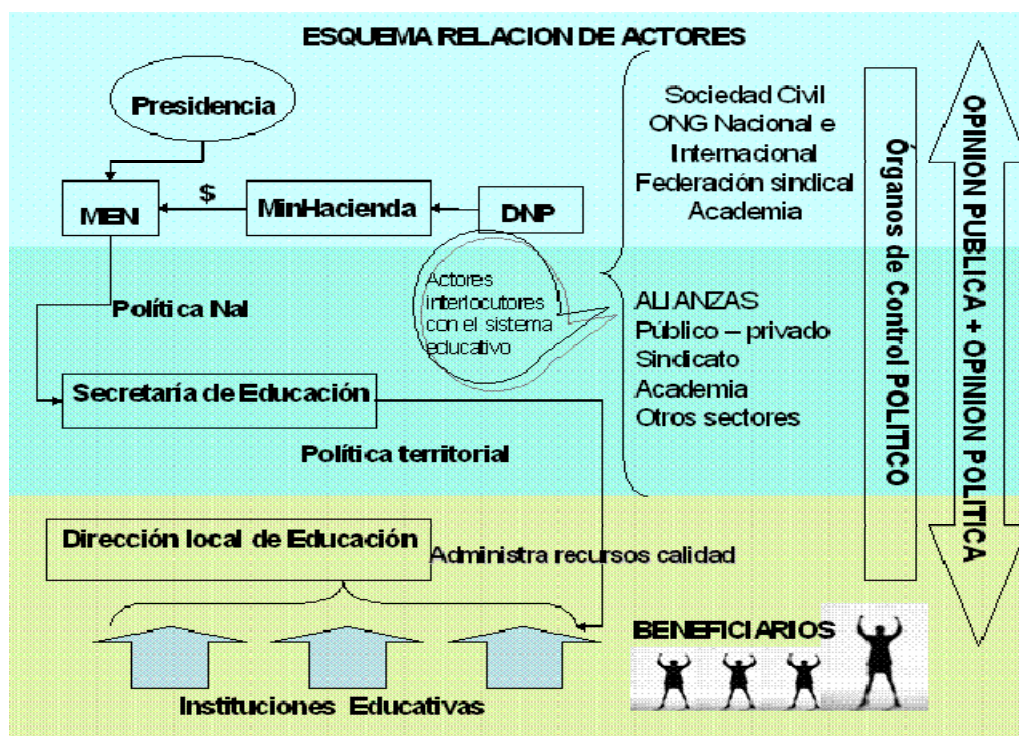 ESQUEMA RELACION DE ACTORES
Presidencia
MEN
$
MinHacienda
DNP
Sociedad Civil
ONG Nacional e
Internacional
Federación sindical
Academia
Actores
interlocutores
con el sistema
educativo
Política Nal
ALIANZAS
Público – privado
Sindicato
Academia
Otros sectores
Secretaría de Educación
Política territorial
Dirección local de Educación
Administra recursos calidad
Instituciones Educativas
BENEFICIARIOS
Órganos de Control POLITICO
OPINION PUBLICA + OPINION POLITICA